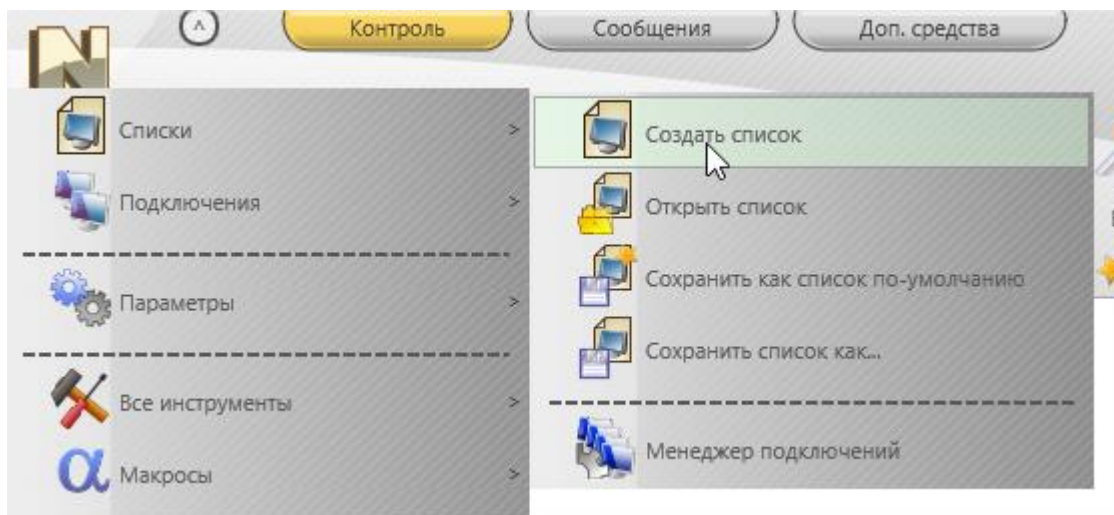 Контроль
Сообщения
Доп. средства
Списки >
Подключения >
Параметры >
Все инструменты >
Макросы >
Создать список
Открыть список
Сохранить как список по-умолчанию
Сохранить список как...
Менеджер подключений